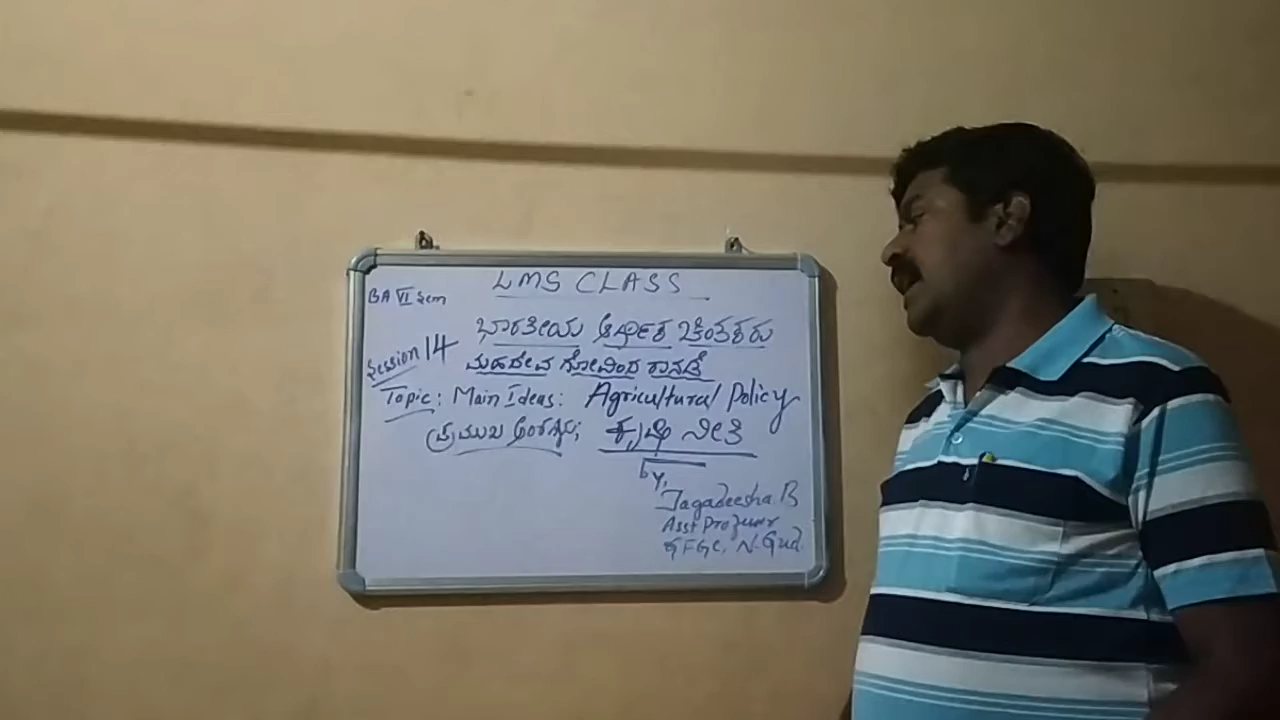 LMS CLASS
BA VI Sem
ಭಾರತೀಯ ಆರ್ಥಿಕ ಚಿಂತಕರು
Session 14
ಮಹದೇವ ಗೋವಿಂದ ರಾನಡೆ
Topic: Main Ideas: Agricultural Policy
ಪ್ರಮುಖ ಅಂಶಗಳು; ಕೃಷಿ ನೀತಿ
by,
Jagadeesha. B
Asst Professor
GFGC, N.Gud.